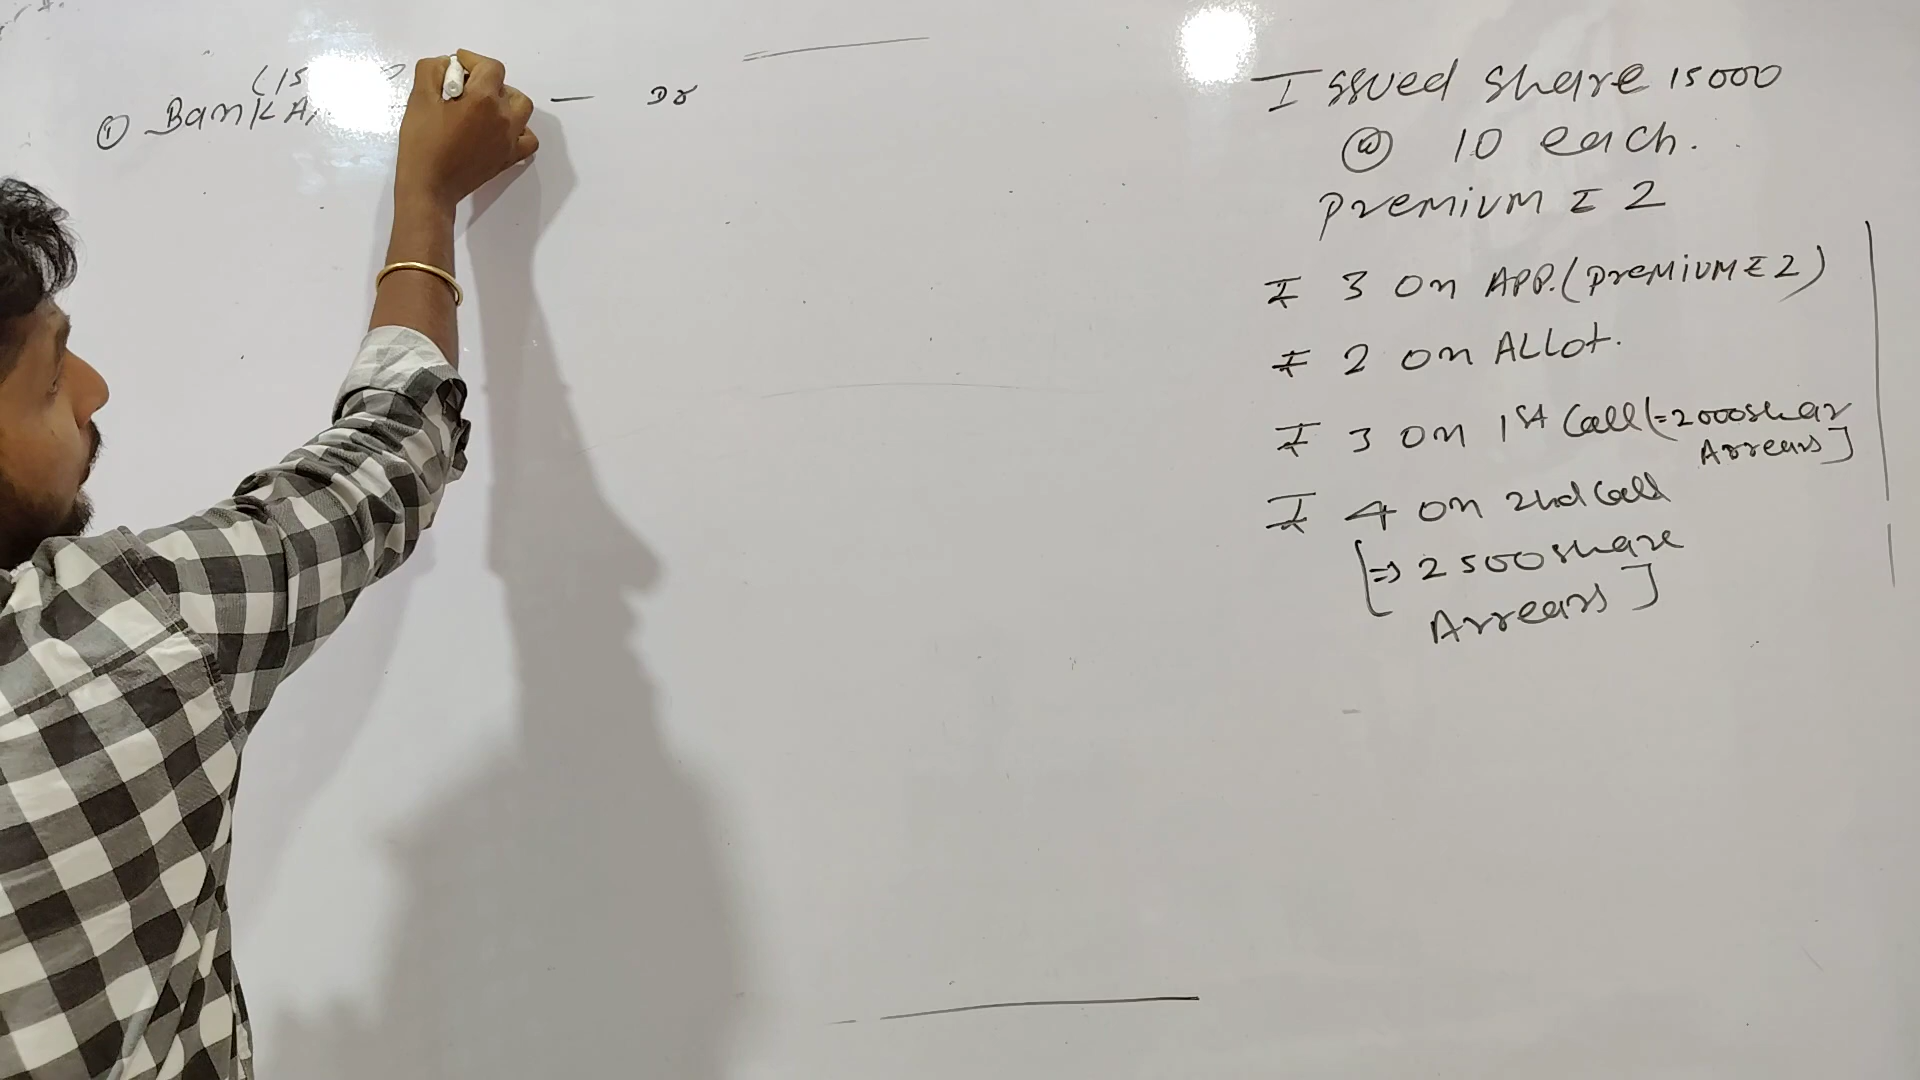 ① Bank A/ — Dr
Issued share 15000
@ 10 each.
premium ₹ 2
₹ 3 on APP. (premium ₹ 2)
₹ 2 on Allot.
₹ 3 on 1st Call [=2000 shar
Arrears]
₹ 4 on 2nd Call
[⇒ 2500 share
Arrears]